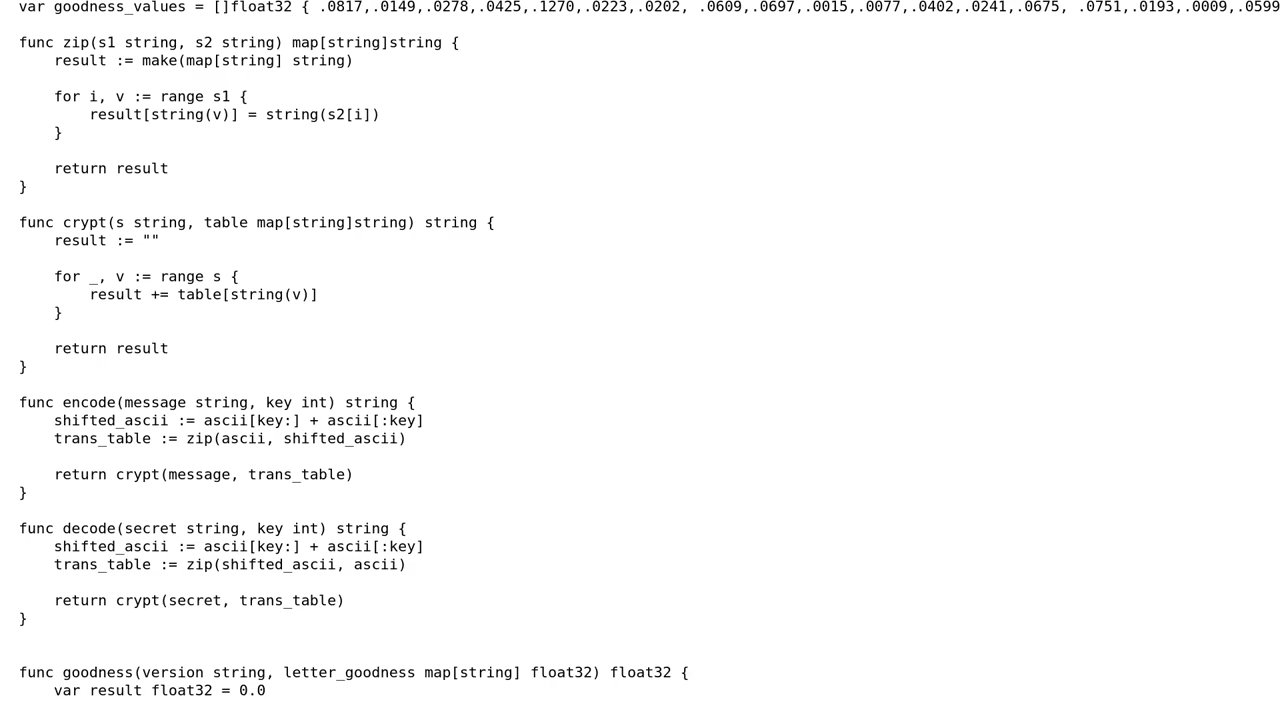 var goodness_values = []float32 { .0817,.0149,.0278,.0425,.1270,.0223,.0202, .0609,.0697,.0015,.0077,.0402,.0241,.0675, .0751,.0193,.0009,.0599
func zip(s1 string, s2 string) map[string]string {
    result := make(map[string] string)
    for i, v := range s1 {
        result[string(v)] = string(s2[i])
    }
    return result
}
func crypt(s string, table map[string]string) string {
    result := ""
    for _, v := range s {
        result += table[string(v)]
    }
    return result
}
func encode(message string, key int) string {
    shifted_ascii := ascii[key:] + ascii[:key]
    trans_table := zip(ascii, shifted_ascii)
    return crypt(message, trans_table)
}
func decode(secret string, key int) string {
    shifted_ascii := ascii[key:] + ascii[:key]
    trans_table := zip(shifted_ascii, ascii)
    return crypt(secret, trans_table)
}
func goodness(version string, letter_goodness map[string] float32) float32 {
    var result float32 = 0.0